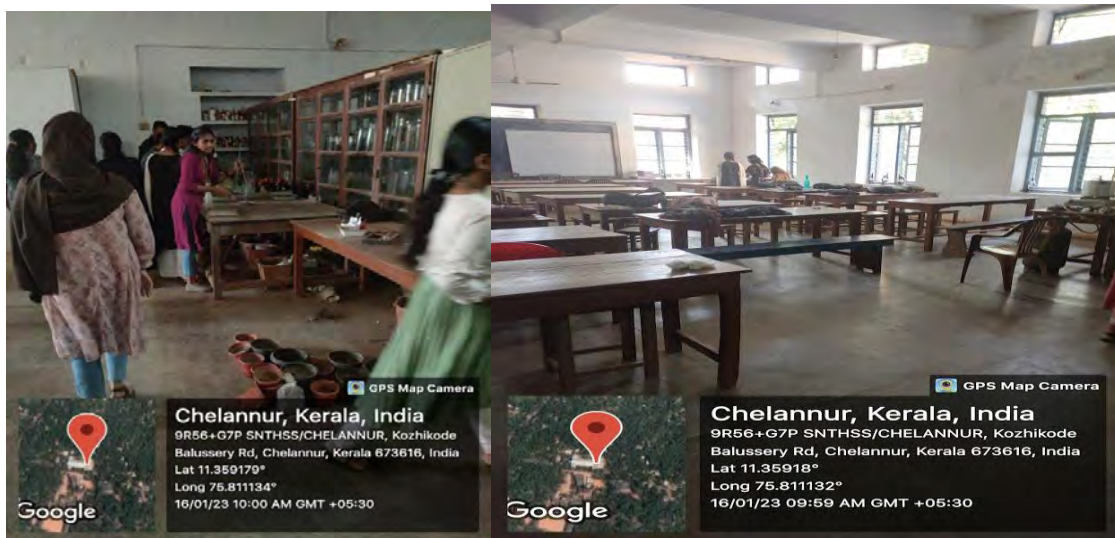 GPS Map Camera
Chelannur, Kerala, India
9R56+G7P SNTHSS/CHELANNUR, Kozhikode
Balussery Rd, Chelannur, Kerala 673616, India
Lat 11.359179°
Long 75.811134°
16/01/23 10:00 AM GMT +05:30
Google
GPS Map Camera
Chelannur, Kerala, India
9R56+G7P SNTHSS/CHELANNUR, Kozhikode
Balussery Rd, Chelannur, Kerala 673616, India
Lat 11.35918°
Long 75.811132°
16/01/23 09:59 AM GMT +05:30
Google